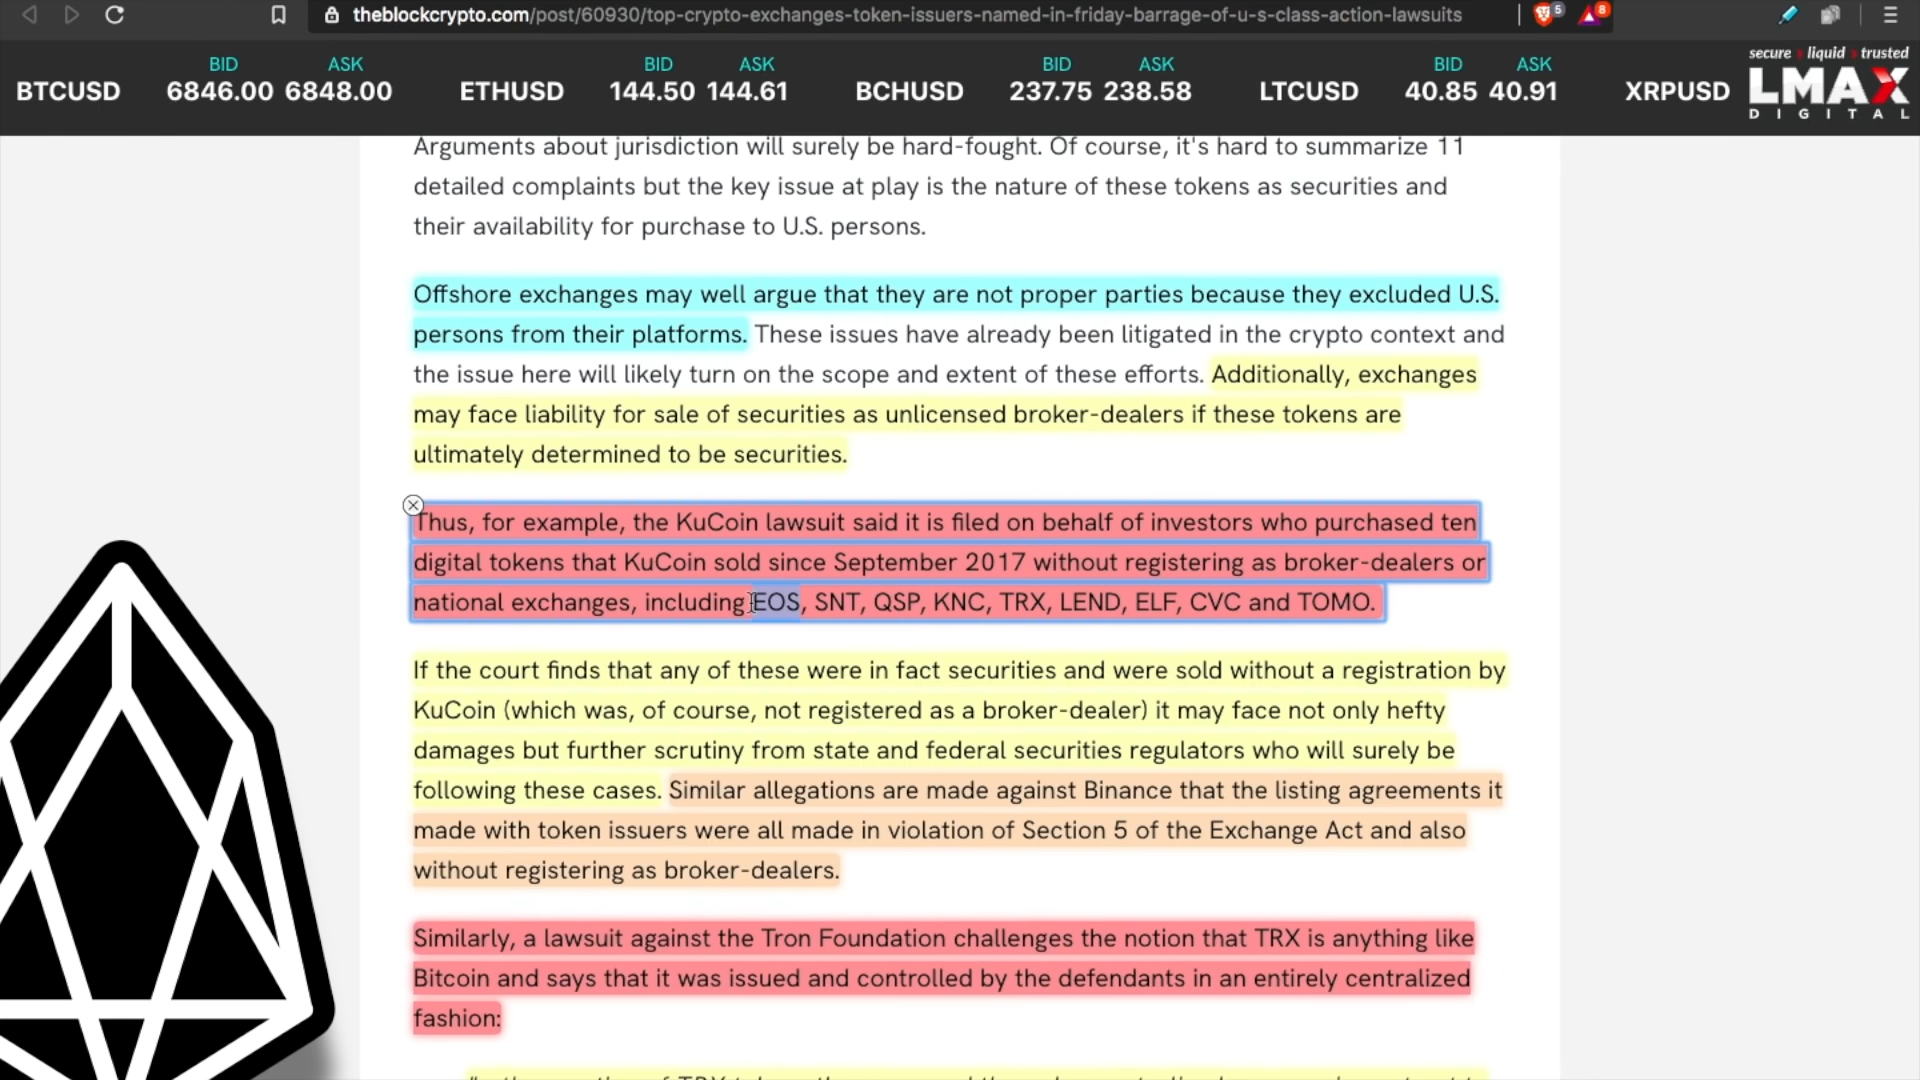 theblockcrypto.com/post/60930/top-crypto-exchanges-token-issuers-named-in-friday-barrage-of-u-s-class-action-lawsuits
5
8
BTCUSD BID 6846.00 ASK 6848.00 ETHUSD BID 144.50 ASK 144.61 BCHUSD BID 237.75 ASK 238.58 LTCUSD BID 40.85 ASK 40.91 XRPUSD
secure liquid trusted
LMAX
DIGITAL
Arguments about jurisdiction will surely be hard-fought. Of course, it's hard to summarize 11
detailed complaints but the key issue at play is the nature of these tokens as securities and
their availability for purchase to U.S. persons.
Offshore exchanges may well argue that they are not proper parties because they excluded U.S.
persons from their platforms. These issues have already been litigated in the crypto context and
the issue here will likely turn on the scope and extent of these efforts. Additionally, exchanges
may face liability for sale of securities as unlicensed broker-dealers if these tokens are
ultimately determined to be securities.
Thus, for example, the KuCoin lawsuit said it is filed on behalf of investors who purchased ten
digital tokens that KuCoin sold since September 2017 without registering as broker-dealers or
national exchanges, including EOS, SNT, QSP, KNC, TRX, LEND, ELF, CVC and TOMO.
If the court finds that any of these were in fact securities and were sold without a registration by
KuCoin (which was, of course, not registered as a broker-dealer) it may face not only hefty
damages but further scrutiny from state and federal securities regulators who will surely be
following these cases. Similar allegations are made against Binance that the listing agreements it
made with token issuers were all made in violation of Section 5 of the Exchange Act and also
without registering as broker-dealers.
Similarly, a lawsuit against the Tron Foundation challenges the notion that TRX is anything like
Bitcoin and says that it was issued and controlled by the defendants in an entirely centralized
fashion: